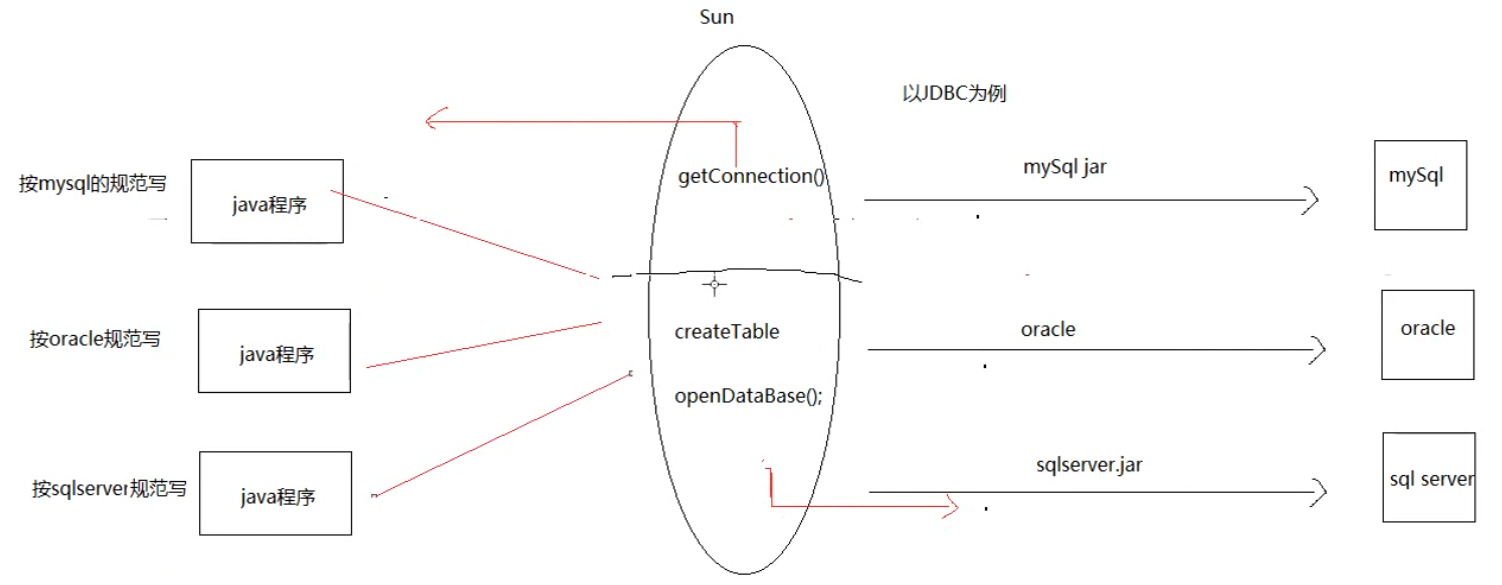 Sun
以JDBC为例
按mysql的规范写
java程序
getConnection()
mySql jar
mySql
按oracle规范写
java程序
createTable
oracle
oracle
openDataBase();
按sqlserver规范写
java程序
sqlserver.jar
sql server